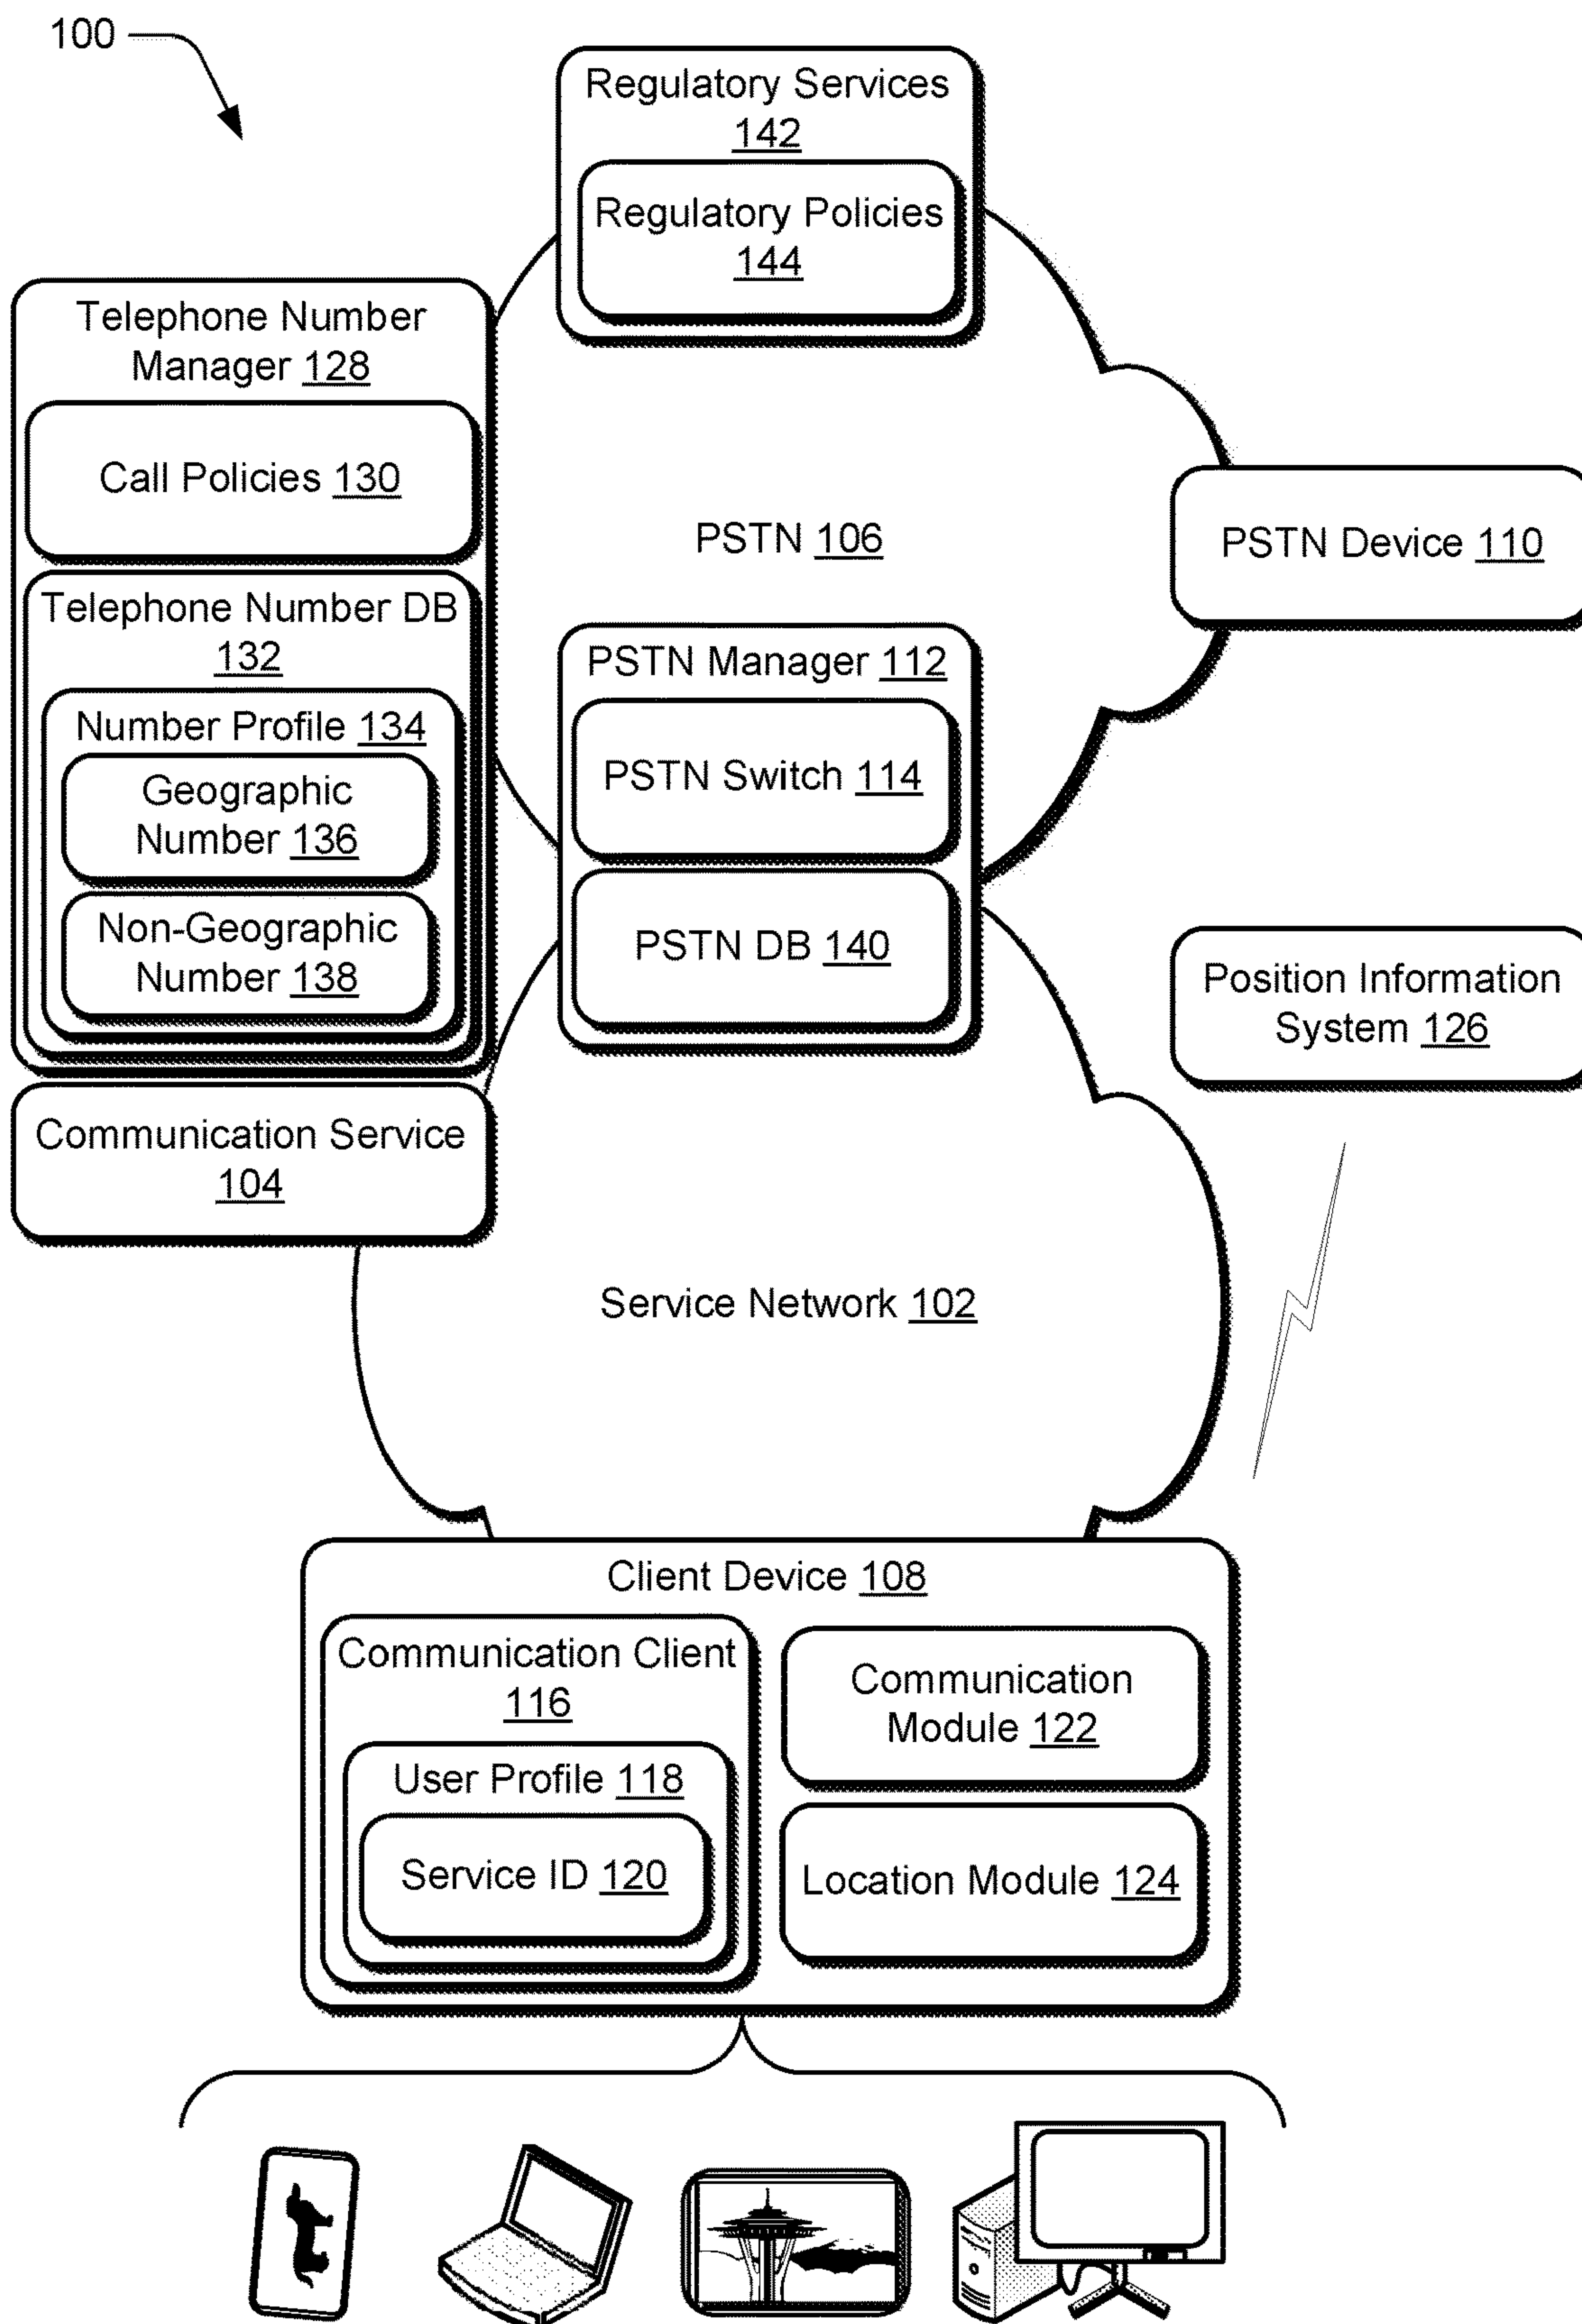 100
Regulatory Services
142
Regulatory Policies
144
Telephone Number
Manager 128
Call Policies 130
Telephone Number DB
132
Number Profile 134
Geographic
Number 136
Non-Geographic
Number 138
Communication Service
104
PSTN 106
PSTN Device 110
PSTN Manager 112
PSTN Switch 114
PSTN DB 140
Position Information
System 126
Service Network 102
Client Device 108
Communication Client
116
User Profile 118
Service ID 120
Communication
Module 122
Location Module 124